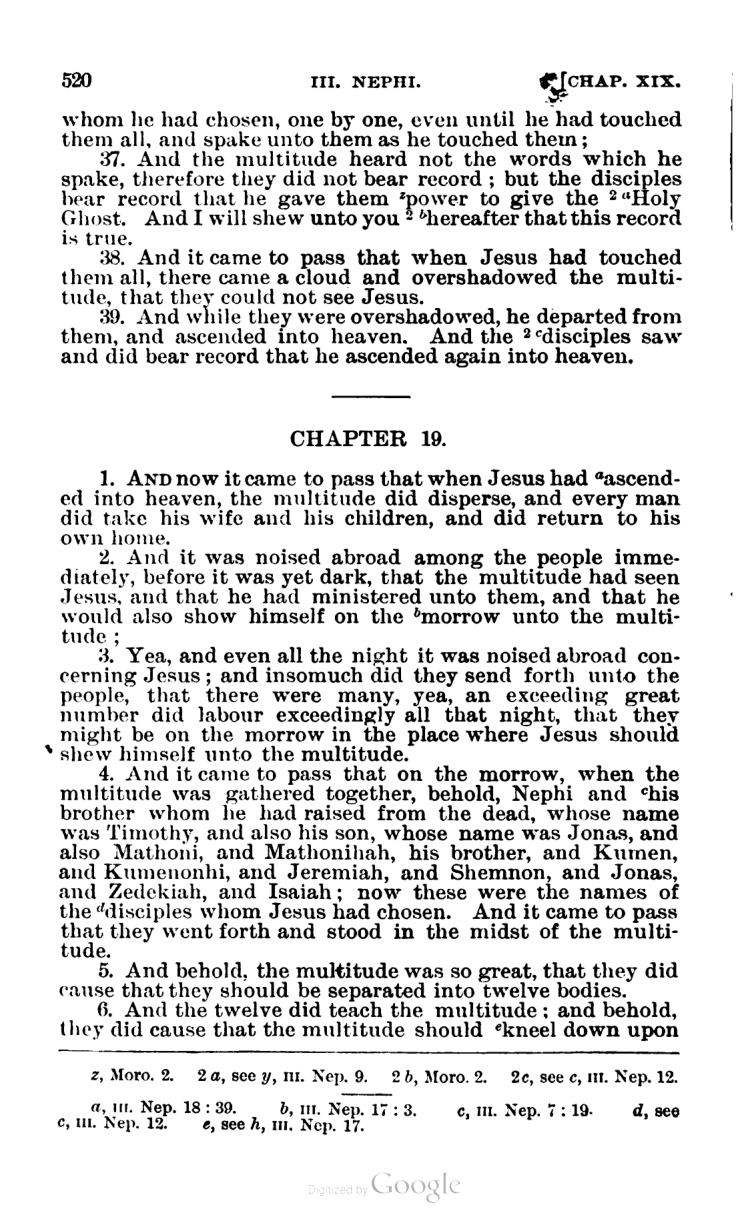 520 III. NEPHI. [CHAP. XIX.
whom he had chosen, one by one, even until he had touched
them all, and spake unto them as he touched them;
37. And the multitude heard not the words which he
spake, therefore they did not bear record; but the disciples
bear record that he gave them ᶻpower to give the ² ᵃHoly
Ghost. And I will shew unto you ² ᵇhereafter that this record
is true.
38. And it came to pass that when Jesus had touched
them all, there came a cloud and overshadowed the multi-
tude, that they could not see Jesus.
39. And while they were overshadowed, he departed from
them, and ascended into heaven. And the ² ᶜdisciples saw
and did bear record that he ascended again into heaven.
CHAPTER 19.
1. AND now it came to pass that when Jesus had ᵃascend-
ed into heaven, the multitude did disperse, and every man
did take his wife and his children, and did return to his
own home.
2. And it was noised abroad among the people imme-
diately, before it was yet dark, that the multitude had seen
Jesus, and that he had ministered unto them, and that he
would also show himself on the ᵇmorrow unto the multi-
tude;
3. Yea, and even all the night it was noised abroad con-
cerning Jesus; and insomuch did they send forth unto the
people, that there were many, yea, an exceeding great
number did labour exceedingly all that night, that they
might be on the morrow in the place where Jesus should
shew himself unto the multitude.
4. And it came to pass that on the morrow, when the
multitude was gathered together, behold, Nephi and ᶜhis
brother whom he had raised from the dead, whose name
was Timothy, and also his son, whose name was Jonas, and
also Mathoni, and Mathonihah, his brother, and Kumen,
and Kumenonhi, and Jeremiah, and Shemnon, and Jonas,
and Zedekiah, and Isaiah; now these were the names of
the ᵈdisciples whom Jesus had chosen. And it came to pass
that they went forth and stood in the midst of the multi-
tude.
5. And behold, the multitude was so great, that they did
cause that they should be separated into twelve bodies.
6. And the twelve did teach the multitude; and behold,
they did cause that the multitude should ᵉkneel down upon
z, Moro. 2. 2 a, see y, III. Nep. 9. 2 b, Moro. 2. 2c, see c, III. Nep. 12.
a, III. Nep. 18:39. b, III. Nep. 17:3. c, III. Nep. 7:19. d, see
c, III. Nep. 12. e, see h, III. Nep. 17.
Digitized by Google